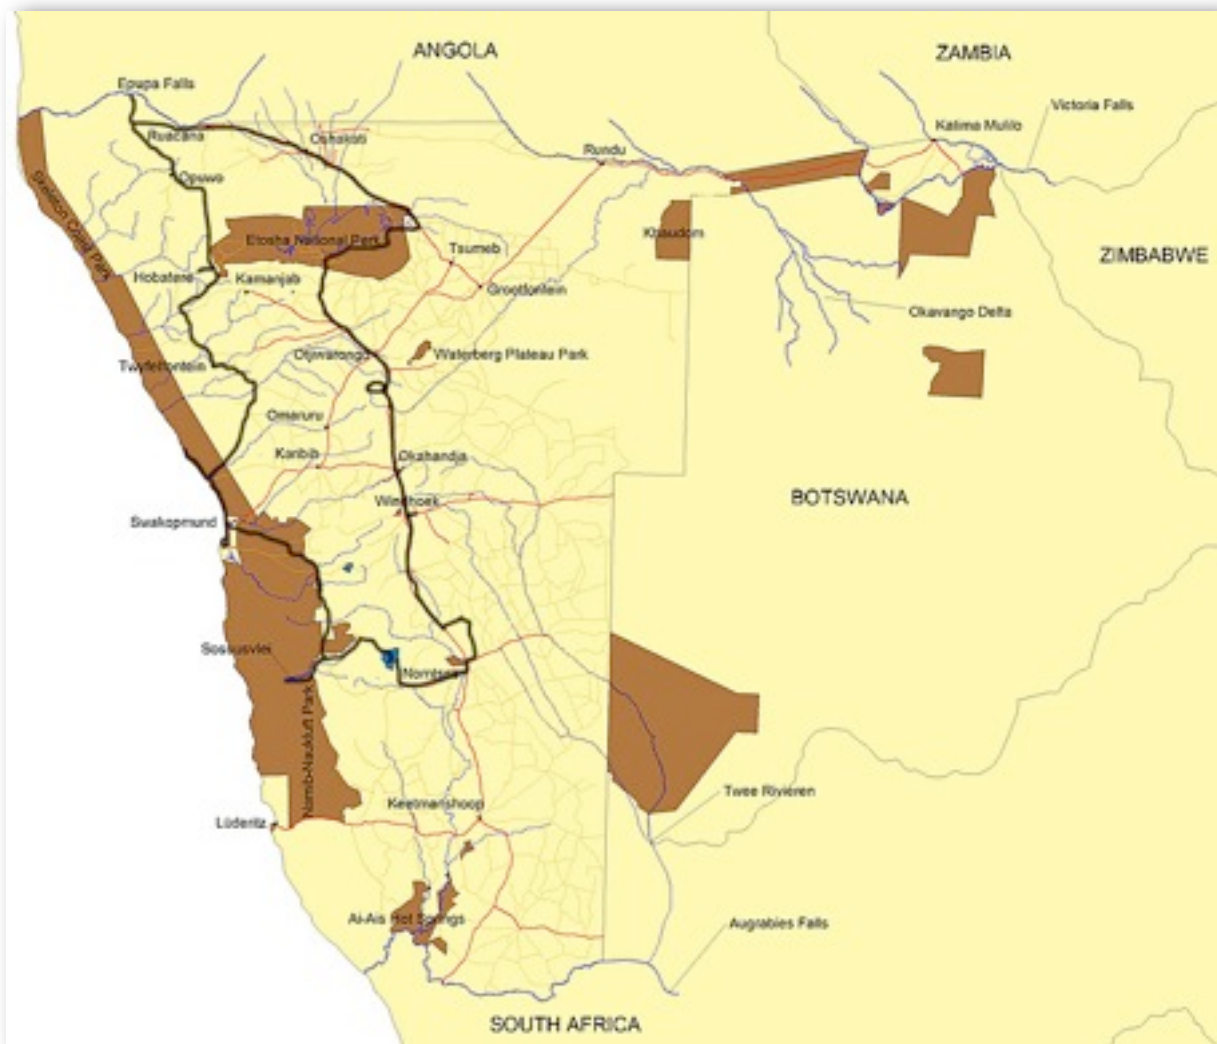 ANGOLA
ZAMBIA
Epupa Falls
Victoria Falls
Katima Mulilo
Ruacana
Oshakati
Rundu
Opuwo
Skeleton Coast Park
Khaudom
Etosha National Park
Tsumeb
ZIMBABWE
Hobatere
Kamanjab
Grootfontein
Okavango Delta
Otjiwarongo
Waterberg Plateau Park
Twyfelfontein
Omaruru
Karibib
Okahandja
BOTSWANA
Windhoek
Swakopmund
Sossusvlei
Namib-Naukluft Park
Twee Rivieren
Keetmanshoop
Lüderitz
Ai-Ais Hot Springs
Augrabies Falls
SOUTH AFRICA